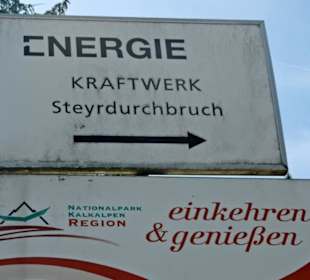 ENERGIE
KRAFTWERK
Steyrdurchbruch
NATIONALPARK
KALKALPEN
REGION
einkehren
& genießen